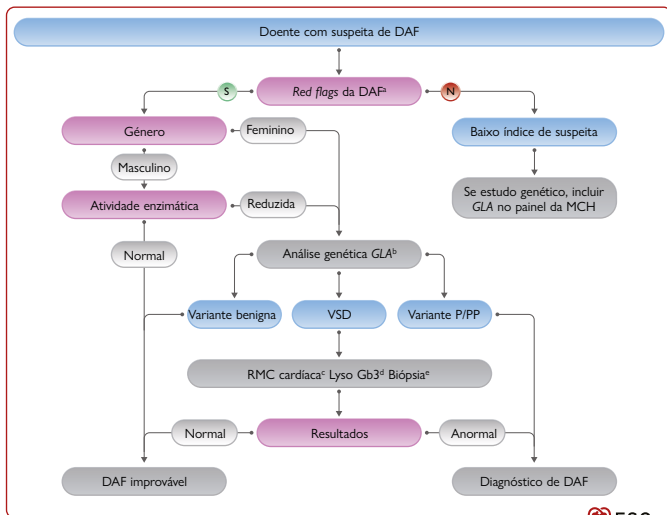 Doente com suspeita de DAF
S
Red flags da DAFᵃ
N
Género
Feminino
Baixo índice de suspeita
Masculino
Se estudo genético, incluir
GLA no painel da MCH
Atividade enzimática
Reduzida
Normal
Análise genética GLAᵇ
Variante benigna
VSD
Variante P/PP
RMC cardíacaᶜ Lyso Gb3ᵈ Biópsiaᵉ
Normal
Resultados
Anormal
DAF improvável
Diagnóstico de DAF